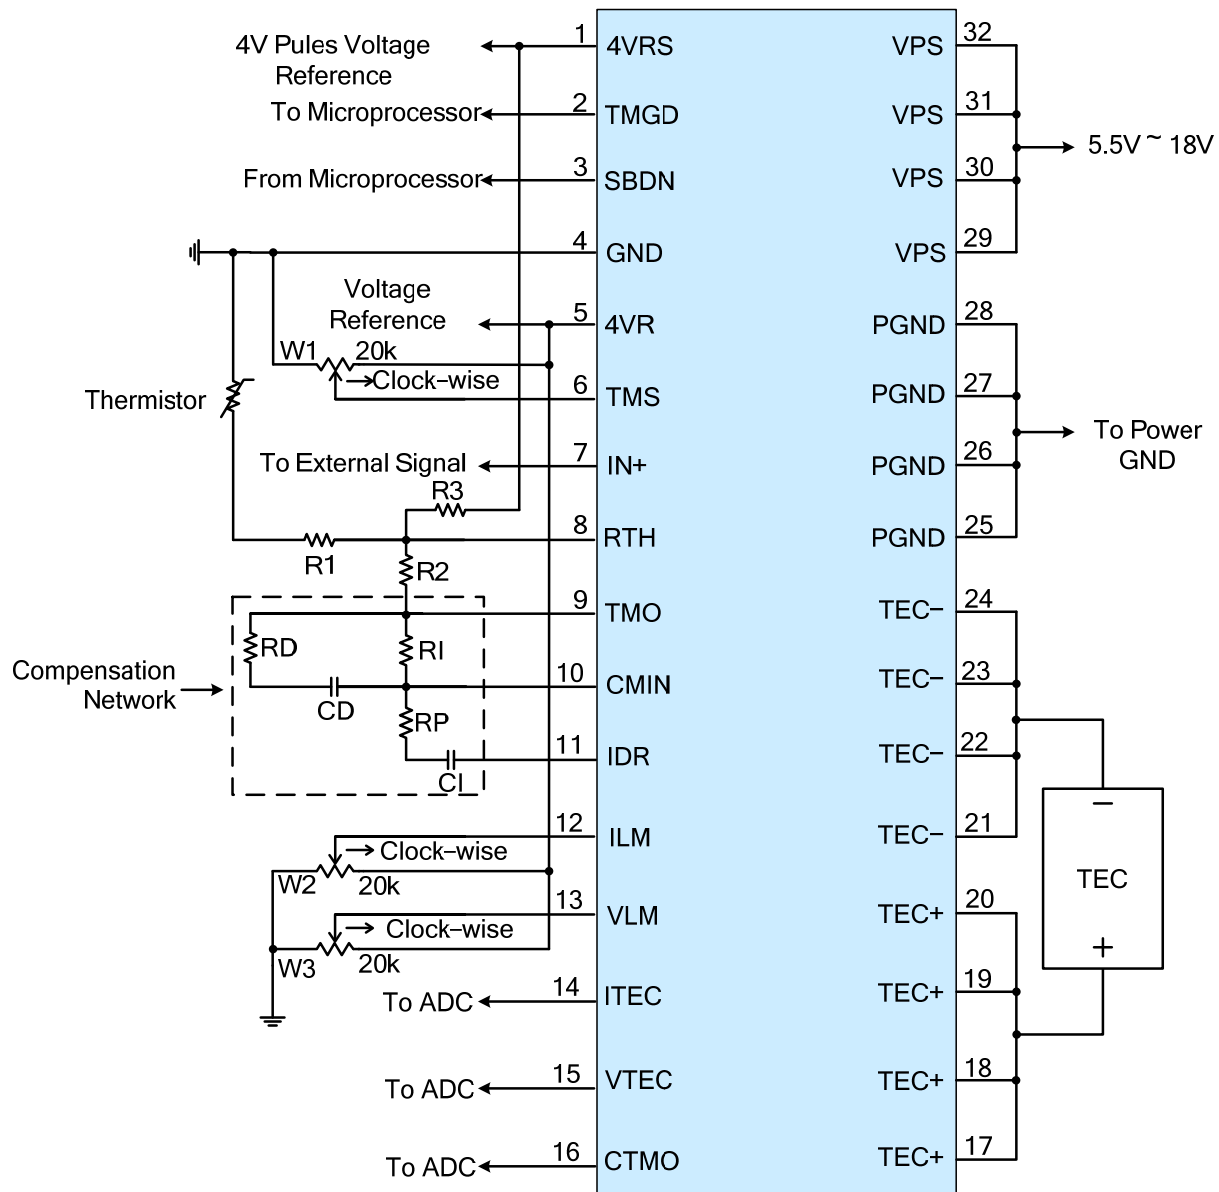 4V Pules Voltage
Reference
1 4VRS
VPS 32
To Microprocessor
2 TMGD
VPS 31
5.5V ~ 18V
From Microprocessor
3 SBDN
VPS 30
4 GND
VPS 29
Voltage
Reference
5 4VR
PGND 28
W1 20k
Clock-wise
Thermistor
6 TMS
PGND 27
To Power
GND
To External Signal
7 IN+
PGND 26
R3
8 RTH
PGND 25
R1
R2
9 TMO
TEC- 24
RD
RI
Compensation
Network
10 CMIN
TEC- 23
CD
RP
11 IDR
TEC- 22
CI
12 ILM
TEC- 21
Clock-wise
W2 20k
−
TEC
+
13 VLM
TEC+ 20
Clock-wise
W3 20k
To ADC
14 ITEC
TEC+ 19
To ADC
15 VTEC
TEC+ 18
To ADC
16 CTMO
TEC+ 17